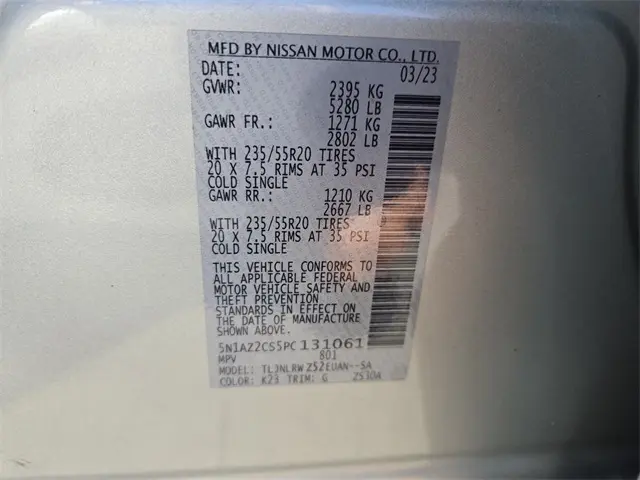 MFD BY NISSAN MOTOR CO., LTD.
DATE: 03/23
GVWR: 2395 KG
5280 LB
GAWR FR.: 1271 KG
2802 LB
WITH 235/55R20 TIRES
20 X 7.5 RIMS AT 35 PSI
COLD SINGLE
GAWR RR.: 1210 KG
2667 LB
WITH 235/55R20 TIRES
20 X 7.5 RIMS AT 35 PSI
COLD SINGLE
THIS VEHICLE CONFORMS TO
ALL APPLICABLE FEDERAL
MOTOR VEHICLE SAFETY AND
THEFT PREVENTION
STANDARDS IN EFFECT ON
THE DATE OF MANUFACTURE
SHOWN ABOVE.
5N1AZ2CS5PC131061
MPV 801
MODEL: TLJNLRWZ52EUAN--SA
COLOR: K23 TRIM: G Z530A